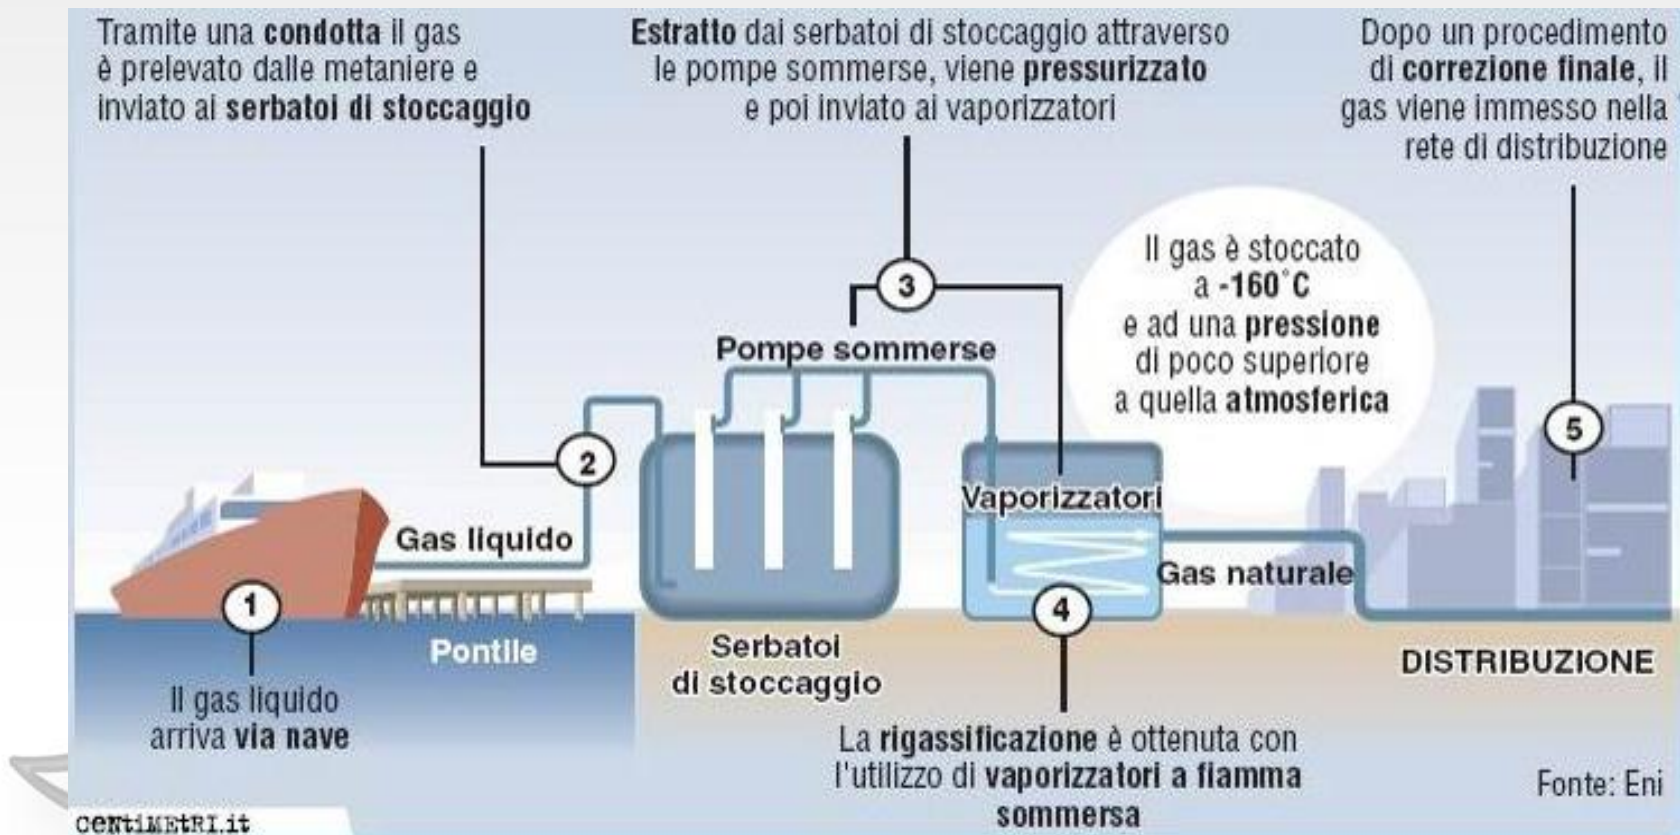 Tramite una condotta il gas
è prelevato dalle metaniere e
inviato ai serbatoi di stoccaggio
Estratto dai serbatoi di stoccaggio attraverso
le pompe sommerse, viene pressurizzato
e poi inviato ai vaporizzatori
Dopo un procedimento
di correzione finale, il
gas viene immesso nella
rete di distribuzione
Il gas è stoccato
a -160°C
e ad una pressione
di poco superiore
a quella atmosferica
3
Pompe sommerse
5
2
Vaporizzatori
Gas liquido
Gas naturale
1
4
Pontile
Serbatoi
di stoccaggio
DISTRIBUZIONE
Il gas liquido
arriva via nave
La rigassificazione è ottenuta con
l'utilizzo di vaporizzatori a fiamma
sommersa
Fonte: Eni
CENTIMETRI.it